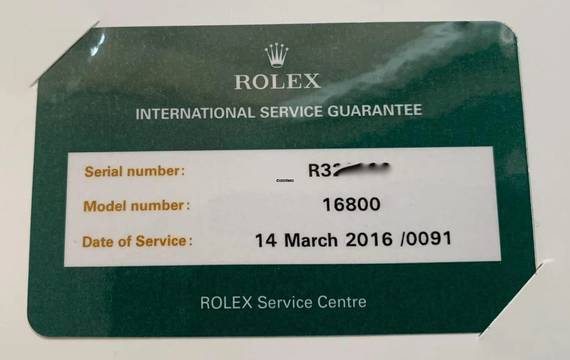 ROLEX
INTERNATIONAL SERVICE GUARANTEE
Serial number: R3
Model number: 16800
Date of Service: 14 March 2016 /0091
ROLEX Service Centre